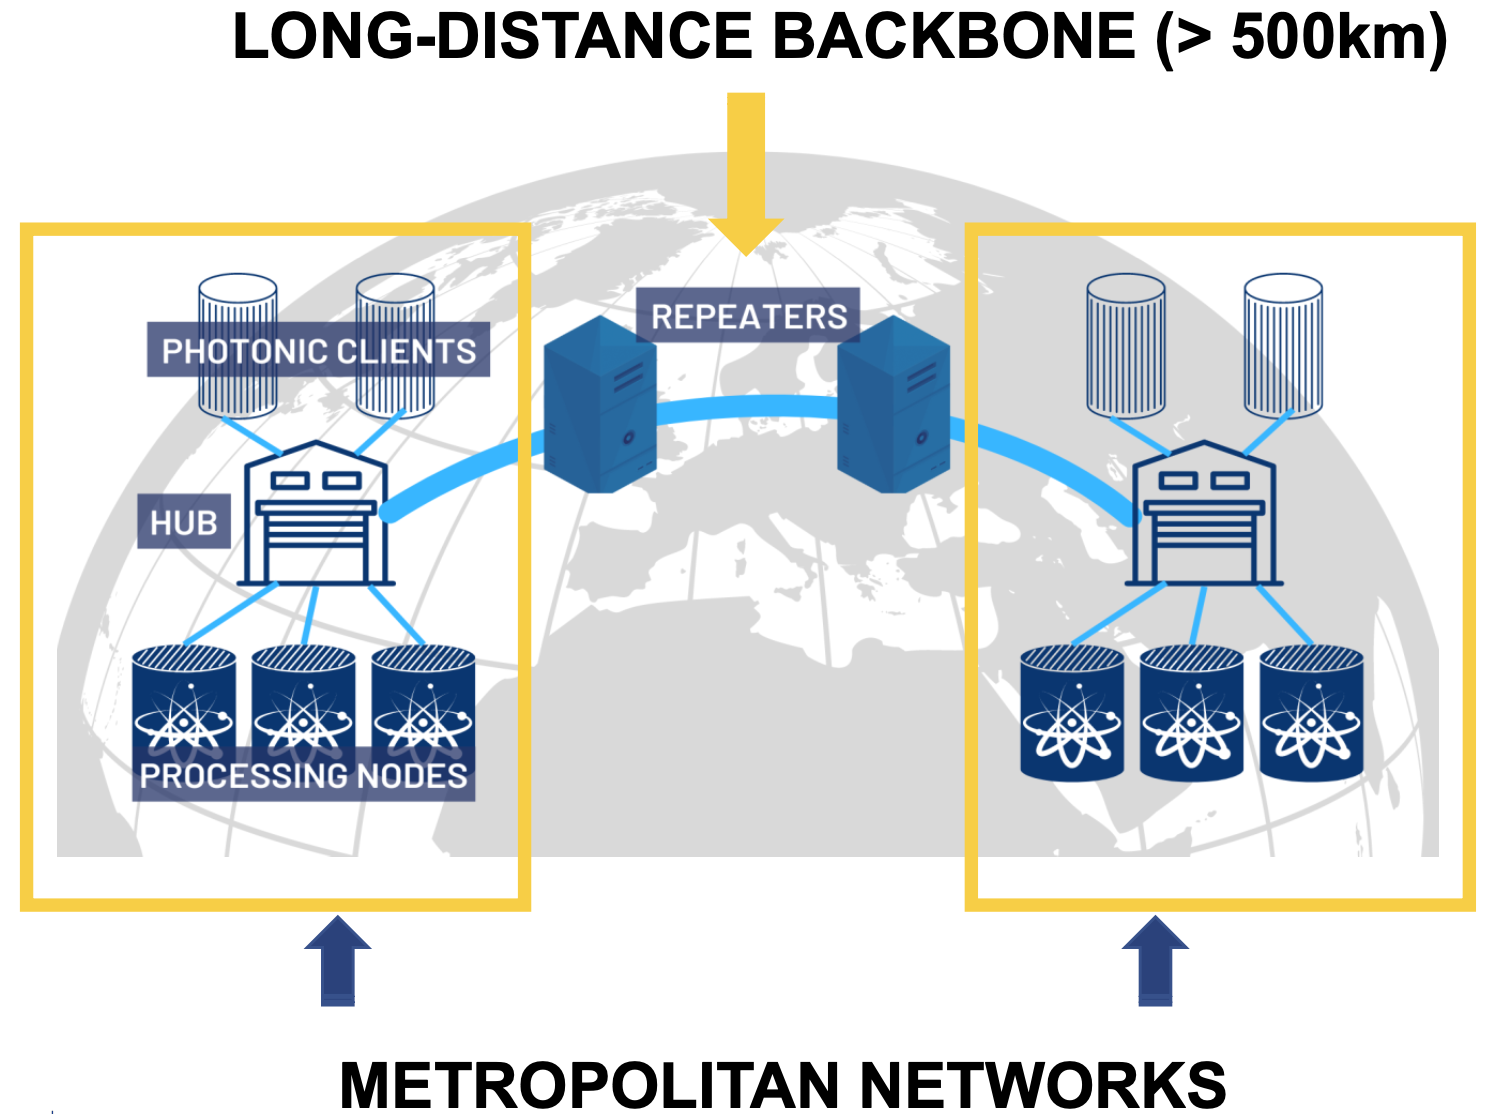 LONG-DISTANCE BACKBONE (> 500km)
REPEATERS
PHOTONIC CLIENTS
HUB
PROCESSING NODES
METROPOLITAN NETWORKS